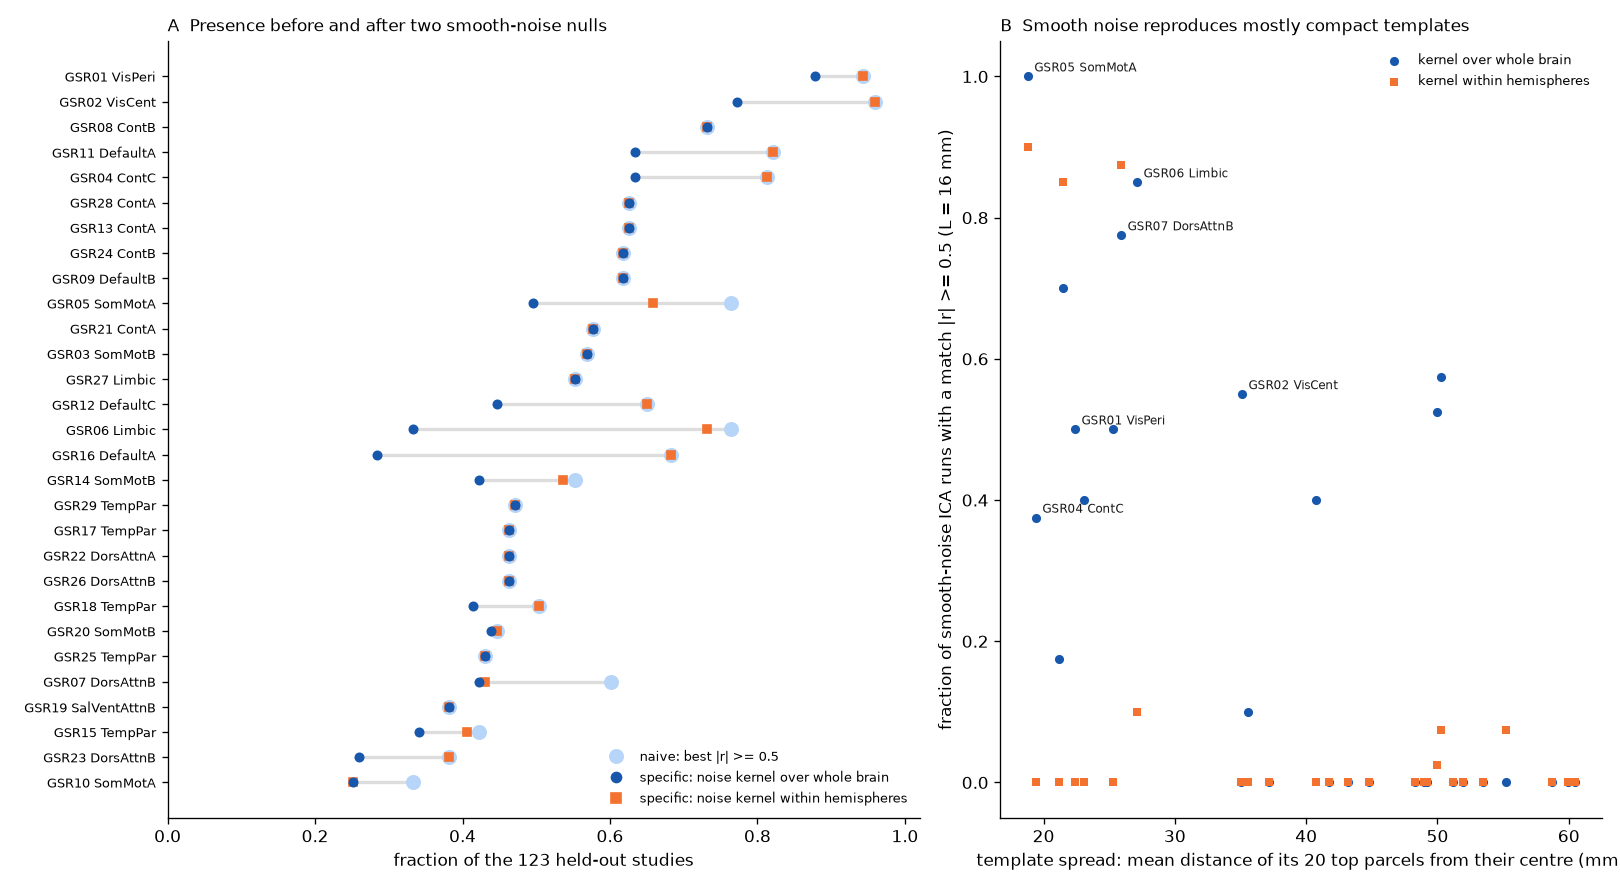 A  Presence before and after two smooth-noise nulls
GSR01 VisPeri
GSR02 VisCent
GSR08 ContB
GSR11 DefaultA
GSR04 ContC
GSR28 ContA
GSR13 ContA
GSR24 ContB
GSR09 DefaultB
GSR05 SomMotA
GSR21 ContA
GSR03 SomMotB
GSR27 Limbic
GSR12 DefaultC
GSR06 Limbic
GSR16 DefaultA
GSR14 SomMotB
GSR29 TempPar
GSR17 TempPar
GSR22 DorsAttnA
GSR26 DorsAttnB
GSR18 TempPar
GSR20 SomMotB
GSR25 TempPar
GSR07 DorsAttnB
GSR19 SalVentAttnB
GSR15 TempPar
GSR23 DorsAttnB
GSR10 SomMotA
naive: best |r| >= 0.5
specific: noise kernel over whole brain
specific: noise kernel within hemispheres
0.0 0.2 0.4 0.6 0.8 1.0
fraction of the 123 held-out studies
B  Smooth noise reproduces mostly compact templates
kernel over whole brain
kernel within hemispheres
fraction of smooth-noise ICA runs with a match |r| >= 0.5 (L = 16 mm)
1.0
0.8
0.6
0.4
0.2
0.0
GSR05 SomMotA
GSR06 Limbic
GSR07 DorsAttnB
GSR02 VisCent
GSR01 VisPeri
GSR04 ContC
20 30 40 50 60
template spread: mean distance of its 20 top parcels from their centre (mm